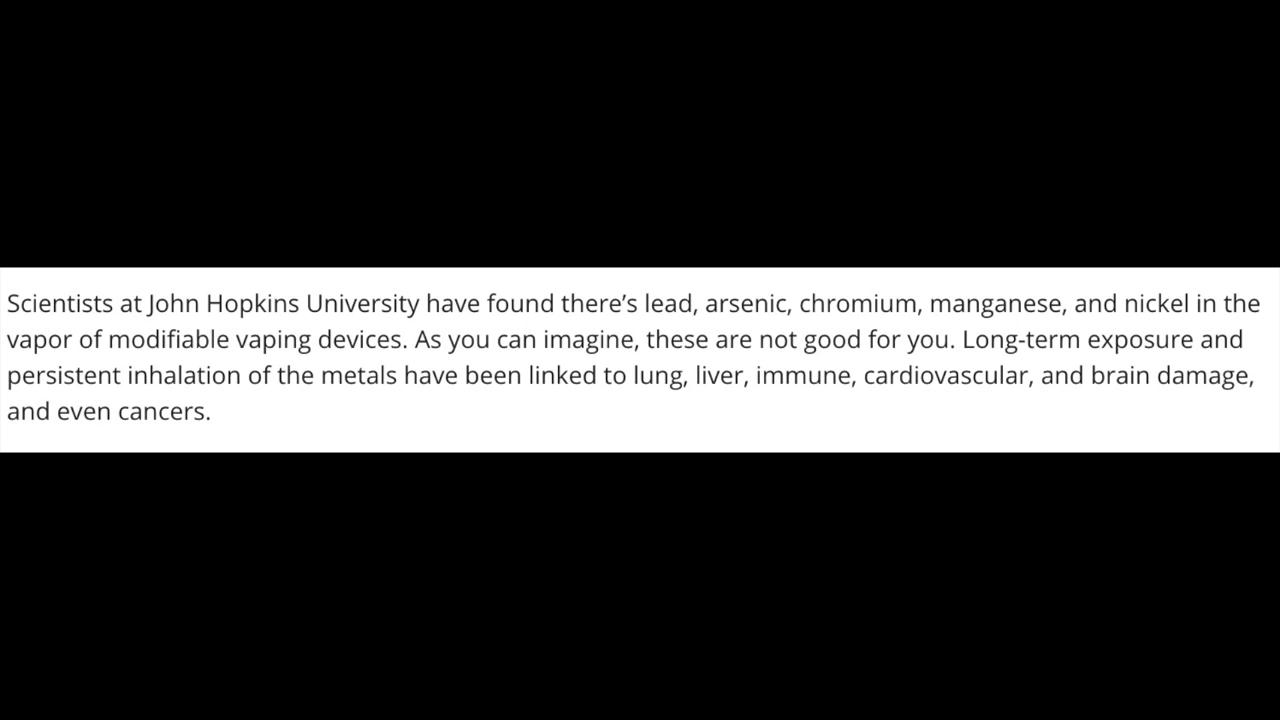 Scientists at John Hopkins University have found there’s lead, arsenic, chromium, manganese, and nickel in the
vapor of modifiable vaping devices. As you can imagine, these are not good for you. Long-term exposure and
persistent inhalation of the metals have been linked to lung, liver, immune, cardiovascular, and brain damage,
and even cancers.